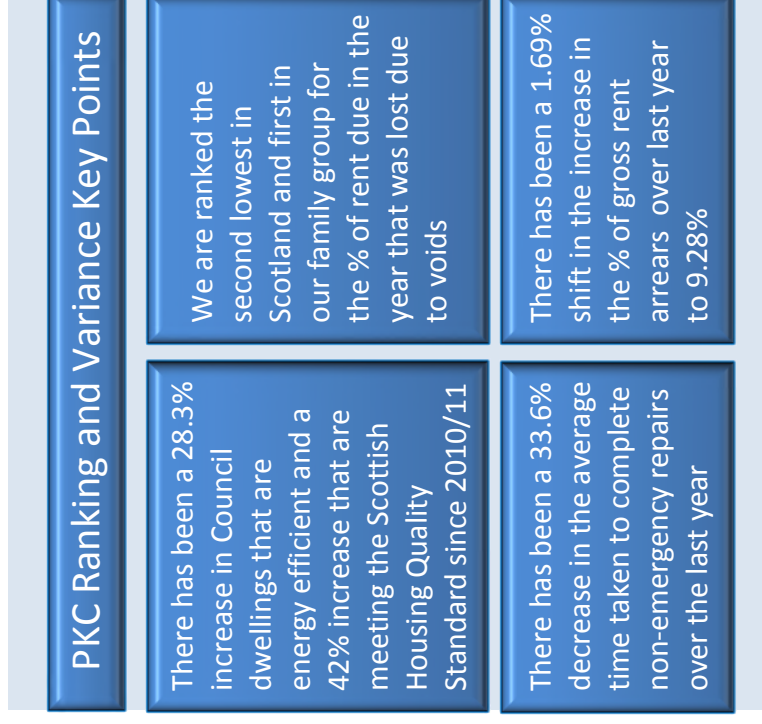 PKC Ranking and Variance Key Points
There has been a 28.3%
increase in Council
dwellings that are
energy efficient and a
42% increase that are
meeting the Scottish
Housing Quality
Standard since 2010/11
We are ranked the
second lowest in
Scotland and first in
our family group for
the % of rent due in the
year that was lost due
to voids
There has been a 33.6%
decrease in the average
time taken to complete
non-emergency repairs
over the last year
There has been a 1.69%
shift in the increase in
the % of gross rent
arrears over last year
to 9.28%